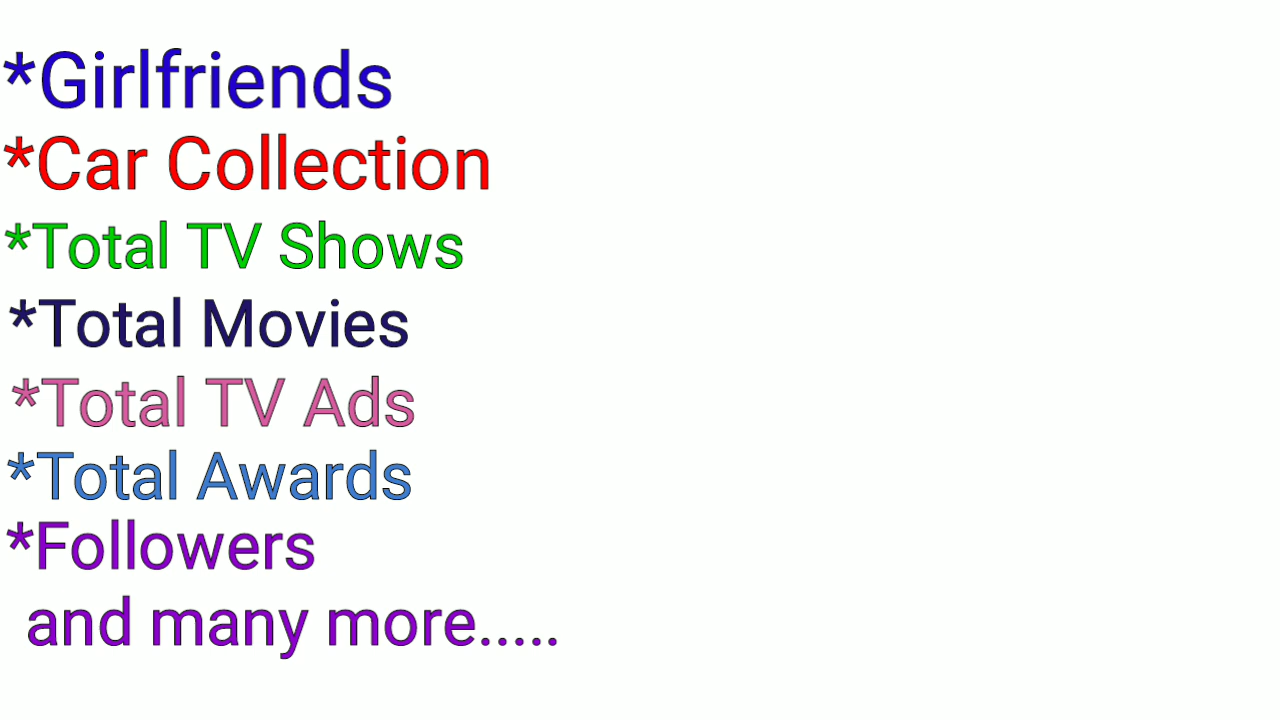 *Girlfriends
*Car Collection
*Total TV Shows
*Total Movies
*Total TV Ads
*Total Awards
*Followers
and many more.....